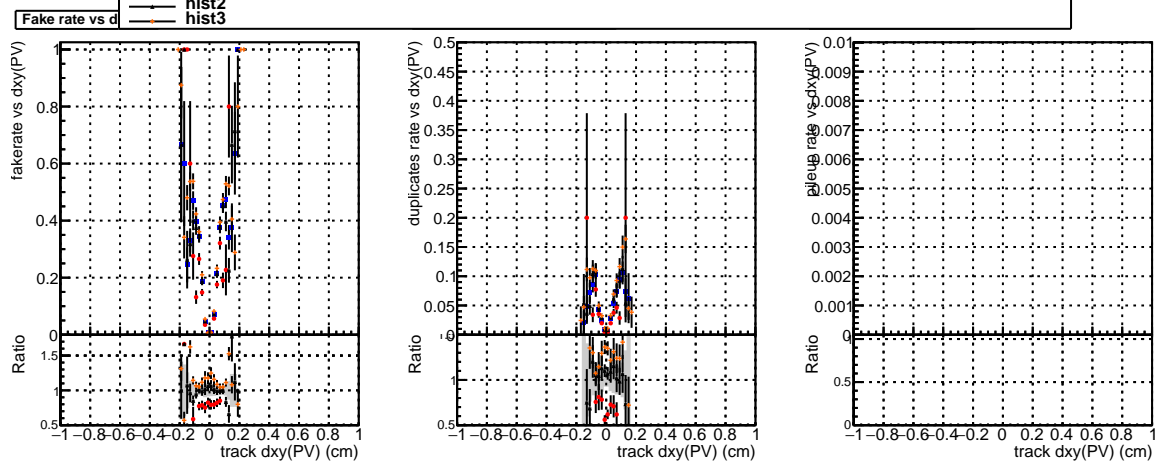 hist2
hist3
Fake rate vs d
fakerate vs dxy(PV)
1
0.8
0.6
0.4
0.2
0
Ratio
1.5
1
0.5
−1 −0.8 −0.6 −0.4 −0.2 0 0.2 0.4 0.6 0.8 1
track dxy(PV) (cm)
duplicates rate vs dxy(PV)
0.5
0.45
0.4
0.35
0.3
0.25
0.2
0.15
0.1
0.05
0
Ratio
1
0.5
−1 −0.8 −0.6 −0.4 −0.2 0 0.2 0.4 0.6 0.8 1
track dxy(PV) (cm)
pileup rate vs dxy(PV)
0.01
0.009
0.008
0.007
0.006
0.005
0.004
0.003
0.002
0.001
0
Ratio
1
0.5
0
−1 −0.8 −0.6 −0.4 −0.2 0 0.2 0.4 0.6 0.8 1
track dxy(PV) (cm)